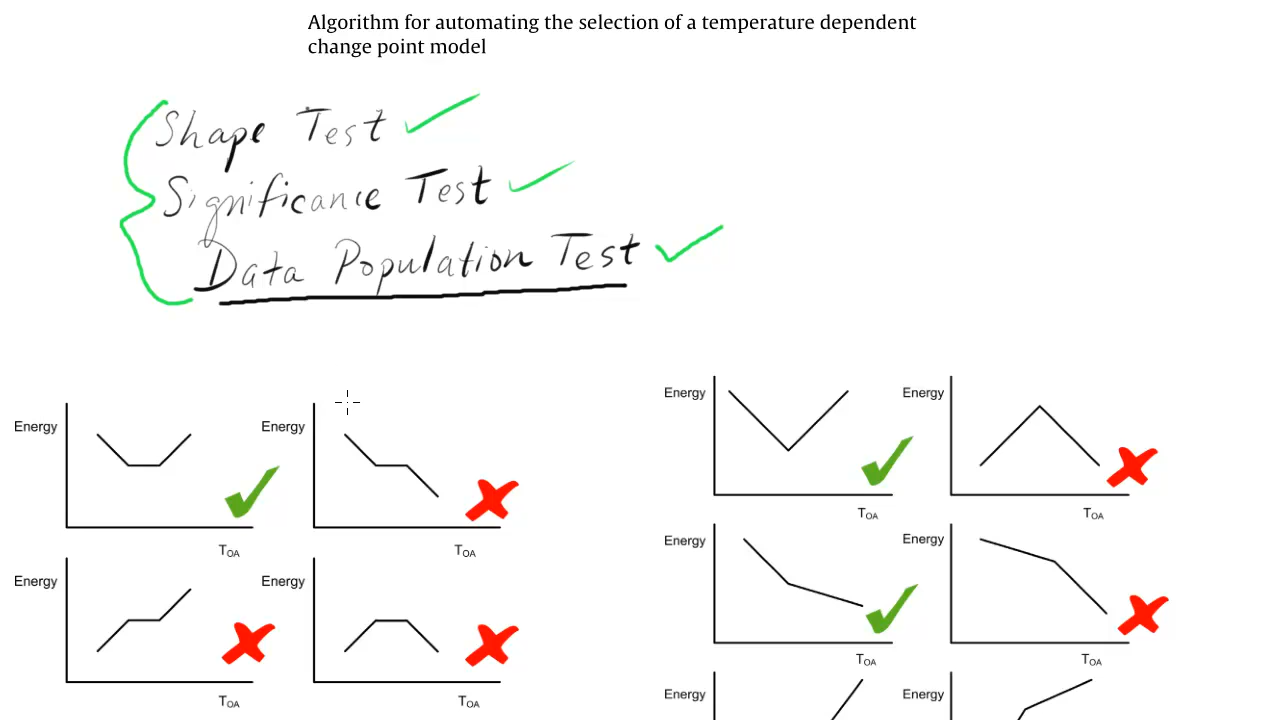 Algorithm for automating the selection of a temperature dependent
change point model
Shape Test
Significance Test
Data Population Test
Energy
Energy
Energy
Energy
TOA
TOA
TOA
TOA
Energy
Energy
TOA
TOA
Energy
Energy
TOA
TOA
Energy
Energy